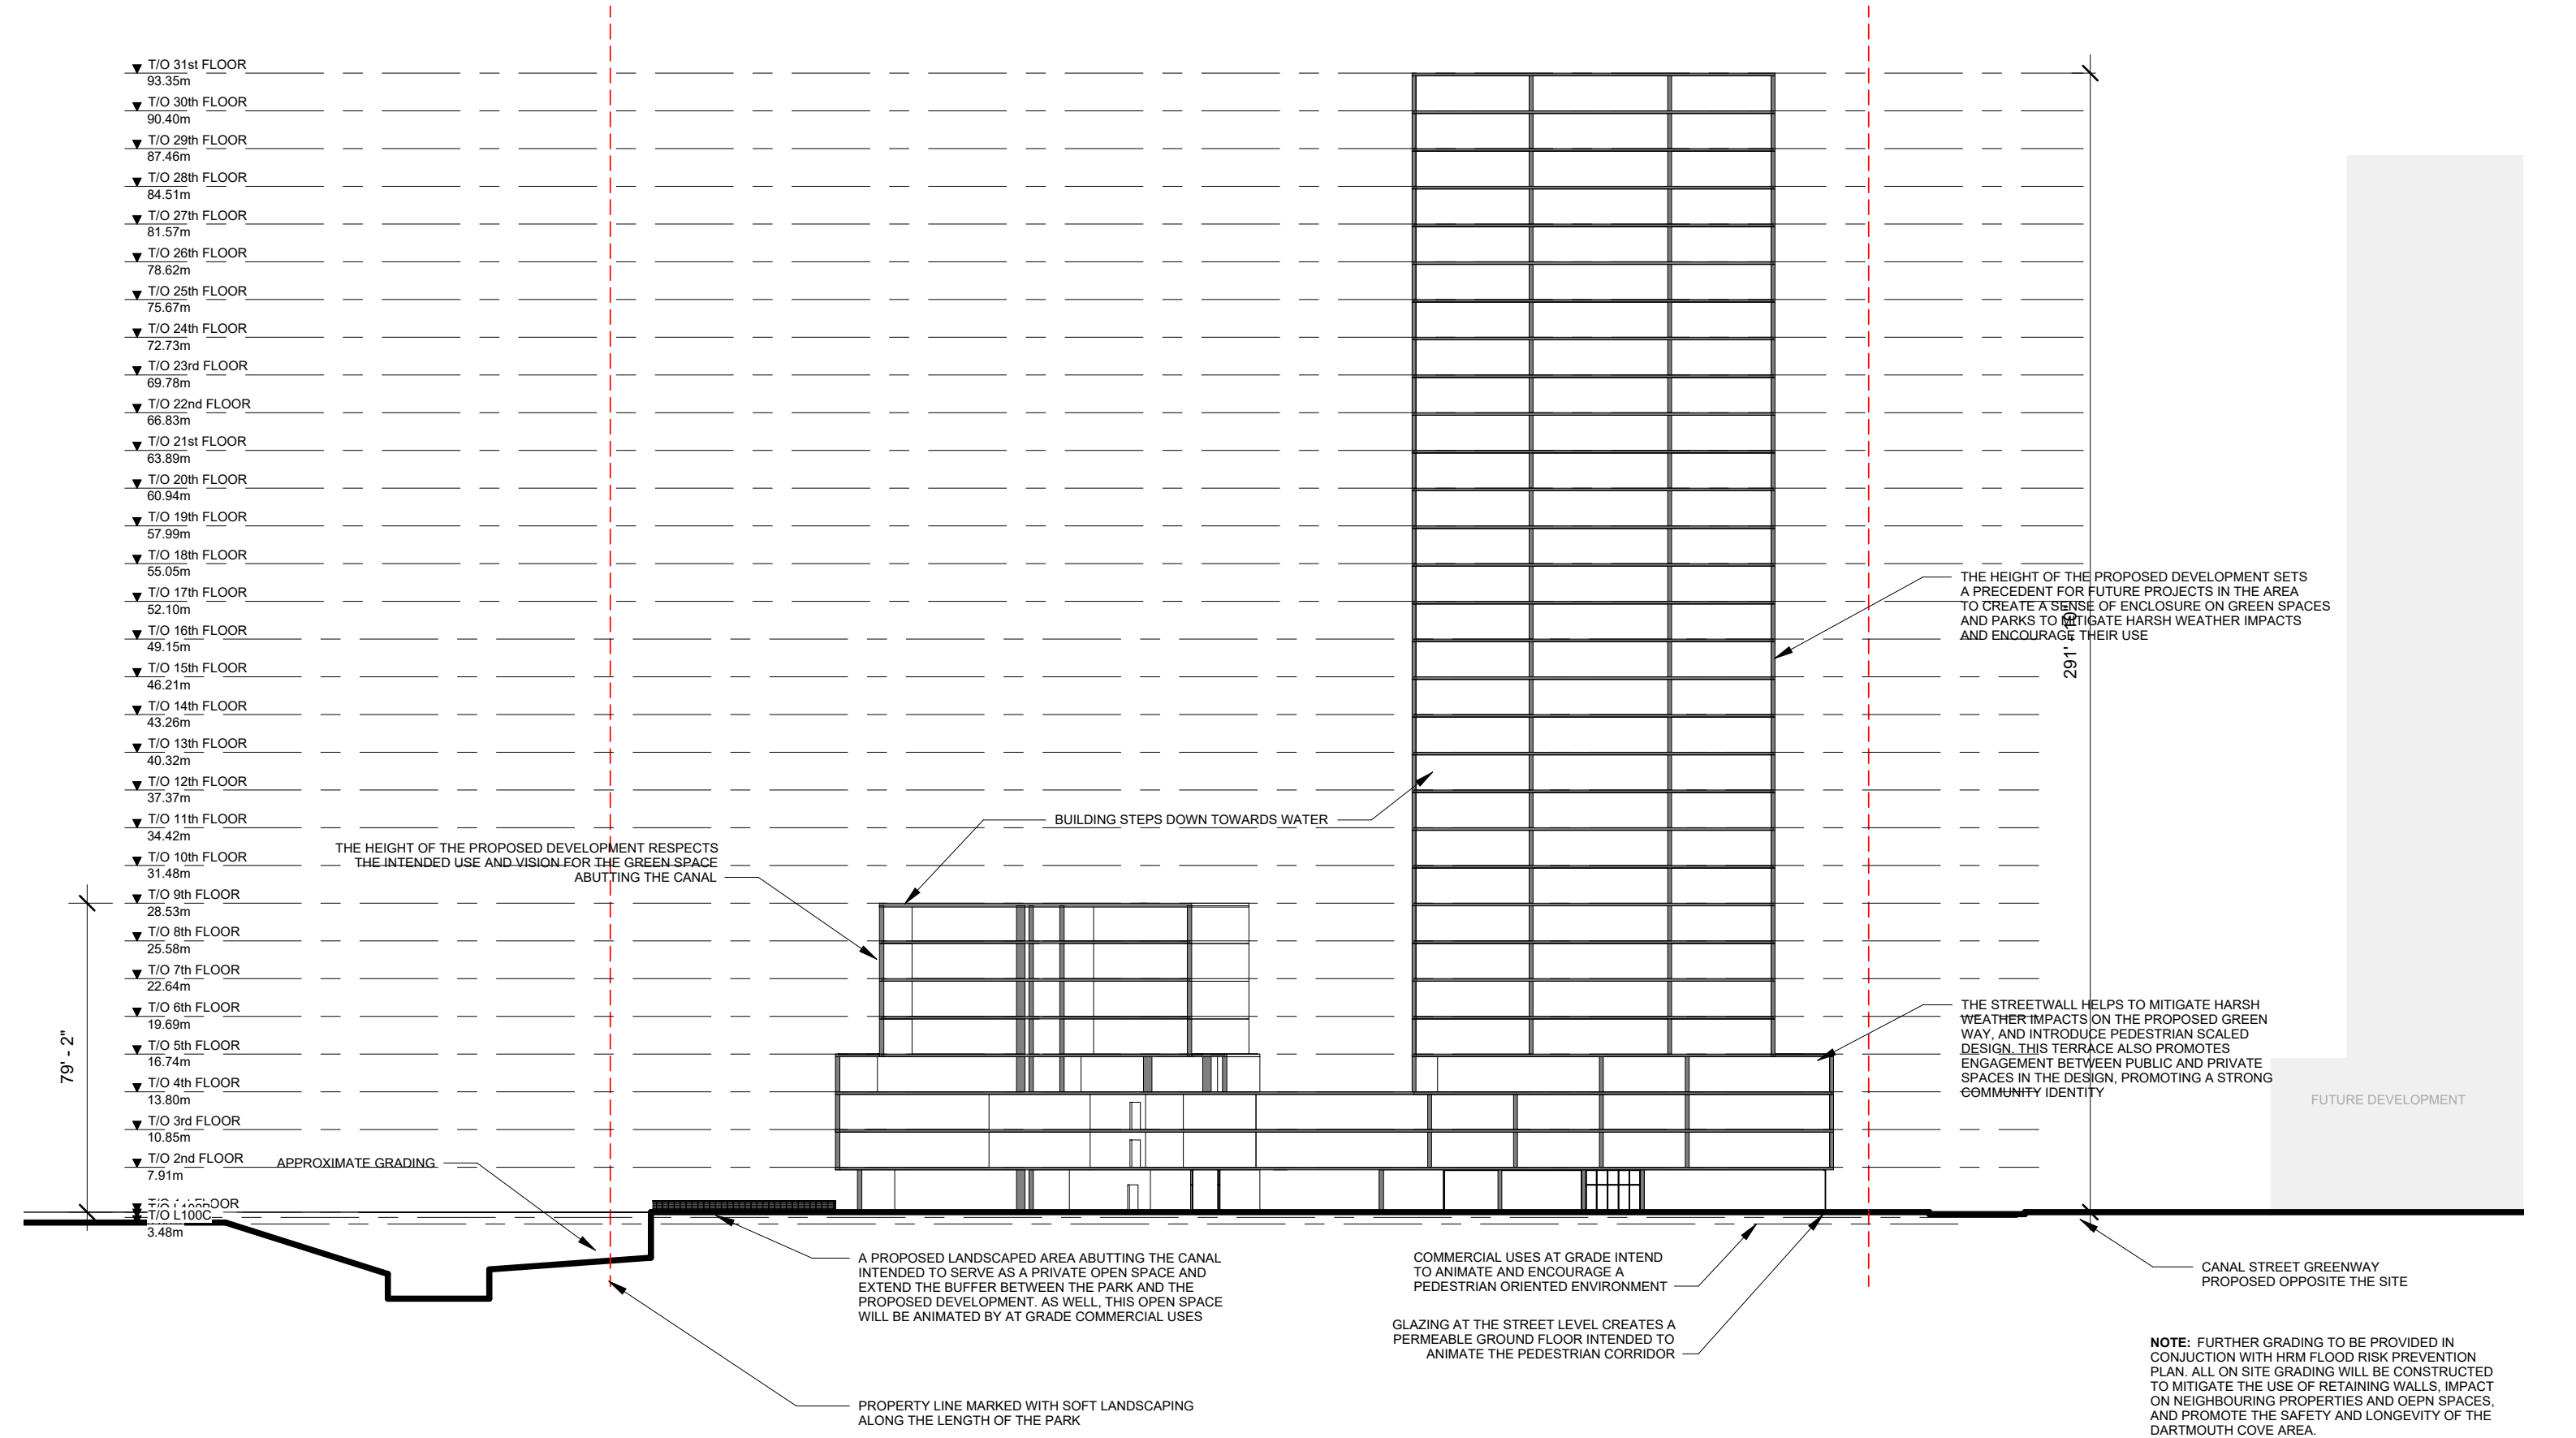 T/O 31st FLOOR
93.35m
T/O 30th FLOOR
90.40m
T/O 29th FLOOR
87.46m
T/O 28th FLOOR
84.51m
T/O 27th FLOOR
81.57m
T/O 26th FLOOR
78.62m
T/O 25th FLOOR
75.67m
T/O 24th FLOOR
72.73m
T/O 23rd FLOOR
69.78m
T/O 22nd FLOOR
66.83m
T/O 21st FLOOR
63.89m
T/O 20th FLOOR
60.94m
T/O 19th FLOOR
57.99m
T/O 18th FLOOR
55.05m
T/O 17th FLOOR
52.10m
T/O 16th FLOOR
49.15m
T/O 15th FLOOR
46.21m
T/O 14th FLOOR
43.26m
T/O 13th FLOOR
40.32m
T/O 12th FLOOR
37.37m
T/O 11th FLOOR
34.42m
T/O 10th FLOOR
31.48m
T/O 9th FLOOR
28.53m
T/O 8th FLOOR
25.58m
T/O 7th FLOOR
22.64m
T/O 6th FLOOR
19.69m
T/O 5th FLOOR
16.74m
T/O 4th FLOOR
13.80m
T/O 3rd FLOOR
10.85m
T/O 2nd FLOOR
7.91m
FLOOR
T/O L100C
3.48m
79' - 2"
THE HEIGHT OF THE PROPOSED DEVELOPMENT RESPECTS
THE INTENDED USE AND VISION FOR THE GREEN SPACE
ABUTTING THE CANAL
BUILDING STEPS DOWN TOWARDS WATER
APPROXIMATE GRADING
THE HEIGHT OF THE PROPOSED DEVELOPMENT SETS
A PRECEDENT FOR FUTURE PROJECTS IN THE AREA
TO CREATE A SENSE OF ENCLOSURE ON GREEN SPACES
AND PARKS TO MITIGATE HARSH WEATHER IMPACTS
AND ENCOURAGE THEIR USE
291'
THE STREETWALL HELPS TO MITIGATE HARSH
WEATHER IMPACTS ON THE PROPOSED GREEN
WAY, AND INTRODUCE PEDESTRIAN SCALED
DESIGN. THIS TERRACE ALSO PROMOTES
ENGAGEMENT BETWEEN PUBLIC AND PRIVATE
SPACES IN THE DESIGN, PROMOTING A STRONG
COMMUNITY IDENTITY
FUTURE DEVELOPMENT
A PROPOSED LANDSCAPED AREA ABUTTING THE CANAL
INTENDED TO SERVE AS A PRIVATE OPEN SPACE AND
EXTEND THE BUFFER BETWEEN THE PARK AND THE
PROPOSED DEVELOPMENT. AS WELL, THIS OPEN SPACE
WILL BE ANIMATED BY AT GRADE COMMERCIAL USES
COMMERCIAL USES AT GRADE INTEND
TO ANIMATE AND ENCOURAGE A
PEDESTRIAN ORIENTED ENVIRONMENT
GLAZING AT THE STREET LEVEL CREATES A
PERMEABLE GROUND FLOOR INTENDED TO
ANIMATE THE PEDESTRIAN CORRIDOR
CANAL STREET GREENWAY
PROPOSED OPPOSITE THE SITE
PROPERTY LINE MARKED WITH SOFT LANDSCAPING
ALONG THE LENGTH OF THE PARK
NOTE: FURTHER GRADING TO BE PROVIDED IN
CONJUCTION WITH HRM FLOOD RISK PREVENTION
PLAN. ALL ON SITE GRADING WILL BE CONSTRUCTED
TO MITIGATE THE USE OF RETAINING WALLS, IMPACT
ON NEIGHBOURING PROPERTIES AND OEPN SPACES,
AND PROMOTE THE SAFETY AND LONGEVITY OF THE
DARTMOUTH COVE AREA.